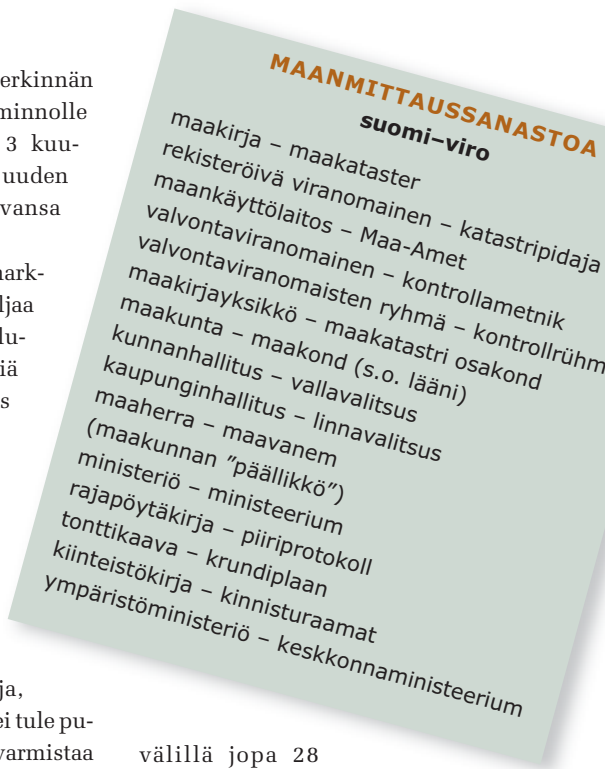 erkinnän
minnolle
3 kuu-
uuden
vansa
mark-
ljaa
lu-
iä
s
MAANMITTAUSSANASTOA
suomi–viro
maakirja – maakataster
rekisteröivä viranomainen – katastripidaja
maankäyttölaitos – Maa-Amet
valvontaviranomainen – kontrollametnik
valvontaviranomaisten ryhmä – kontrollrühm
maakirjayksikkö – maakatastri osakond
maakunta – maakond (s.o. lääni)
kunnanhallitus – vallavalitsus
kaupunginhallitus – linnavalitsus
maaherra – maavanem
(maakunnan ”päällikkö”)
ministeriö – ministeerium
rajapöytäkirja – piiriprotokoll
tonttikaava – krundiplaan
kiinteistökirja – kinnisturaamat
ympäristöministeriö – keskkonnaministeerium
ja,
ei tule pu-
varmistaa
välillä jopa 28